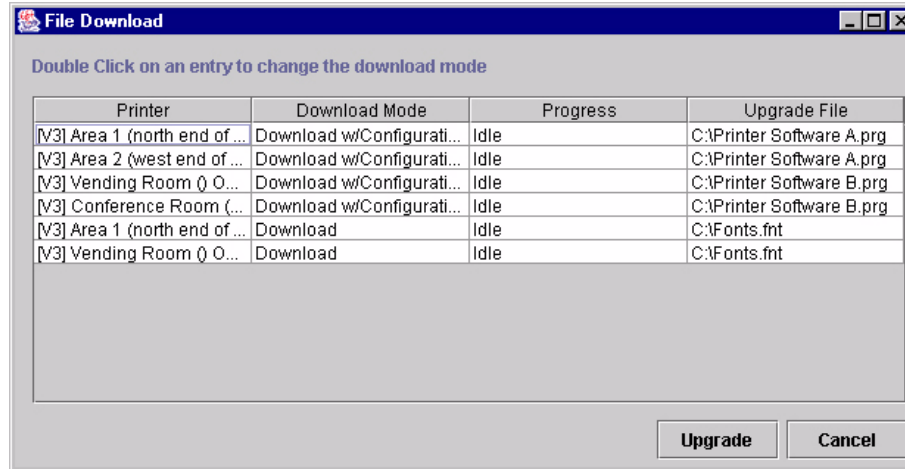 File Download
Double Click on an entry to change the download mode
Printer Download Mode Progress Upgrade File
[V3] Area 1 (north end of ... Download w/Configurati... Idle C:\Printer Software A.prg
[V3] Area 2 (west end of ... Download w/Configurati... Idle C:\Printer Software A.prg
[V3] Vending Room () O... Download w/Configurati... Idle C:\Printer Software B.prg
[V3] Conference Room (... Download w/Configurati... Idle C:\Printer Software B.prg
[V3] Area 1 (north end of ... Download Idle C:\Fonts.fnt
[V3] Vending Room () O... Download Idle C:\Fonts.fnt
Upgrade Cancel